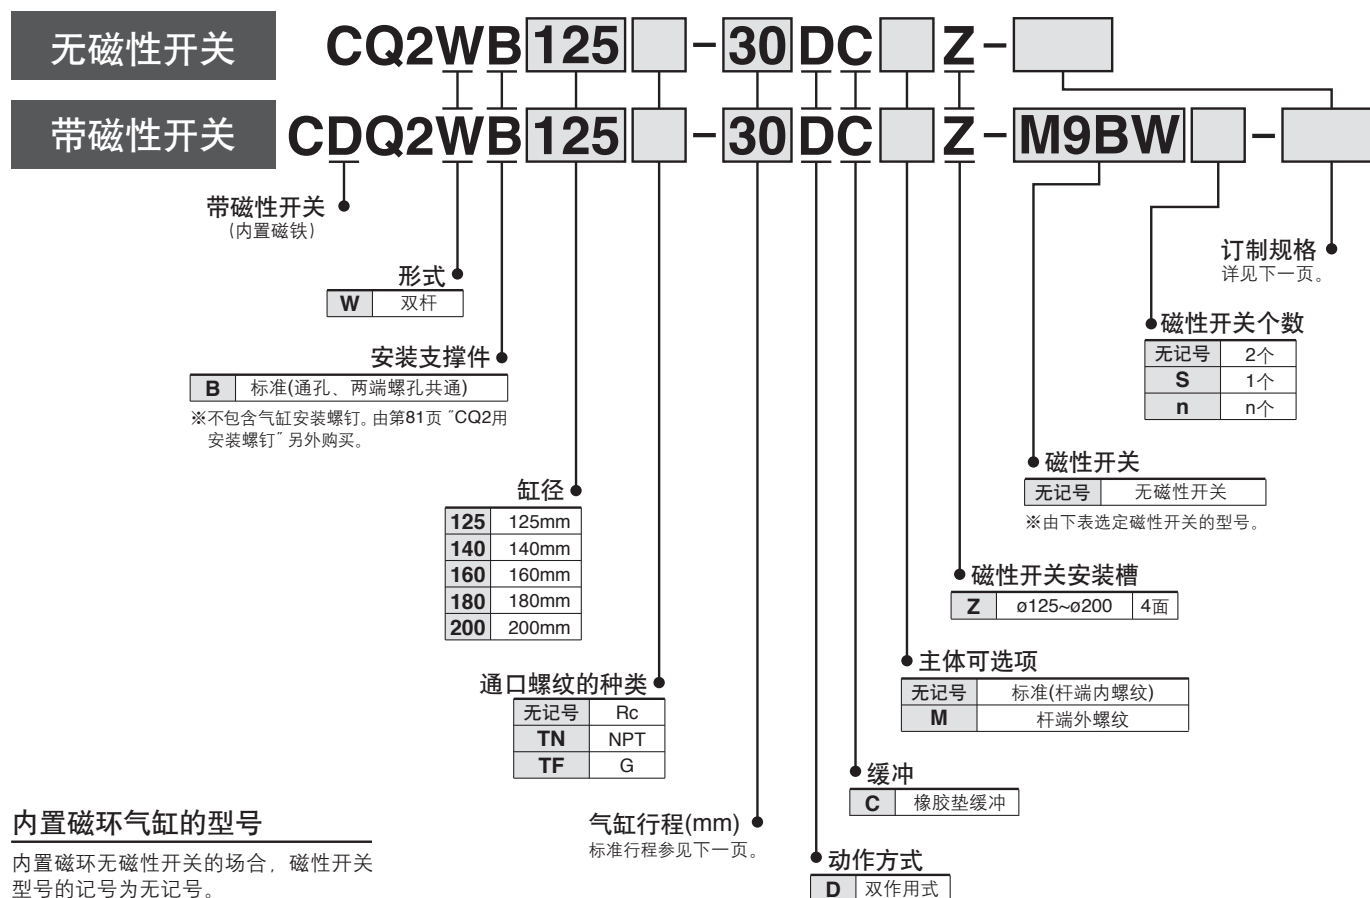 无磁性开关
CQ2WB125 - 30DC Z -
带磁性开关
CDQ2WB125 - 30DC Z - M9BW -
带磁性开关
(内置磁铁)
形式
W 双杆
安装支撑件
B 标准(通孔、两端螺孔共通)
※不包含气缸安装螺钉。由第81页 "CQ2用
安装螺钉" 另外购买。
缸径
125 125mm
140 140mm
160 160mm
180 180mm
200 200mm
通口螺纹的种类
无记号 Rc
TN NPT
TF G
气缸行程(mm)
标准行程参见下一页。
动作方式
D 双作用式
缓冲
C 橡胶垫缓冲
主体可选项
无记号 标准(杆端内螺纹)
M 杆端外螺纹
磁性开关安装槽
Z ø125~ø200 4面
磁性开关
无记号 无磁性开关
※由下表选定磁性开关的型号。
磁性开关个数
无记号 2个
S 1个
n n个
订制规格
详见下一页。
内置磁环气缸的型号
内置磁环无磁性开关的场合，磁性开关
型号的记号为无记号。